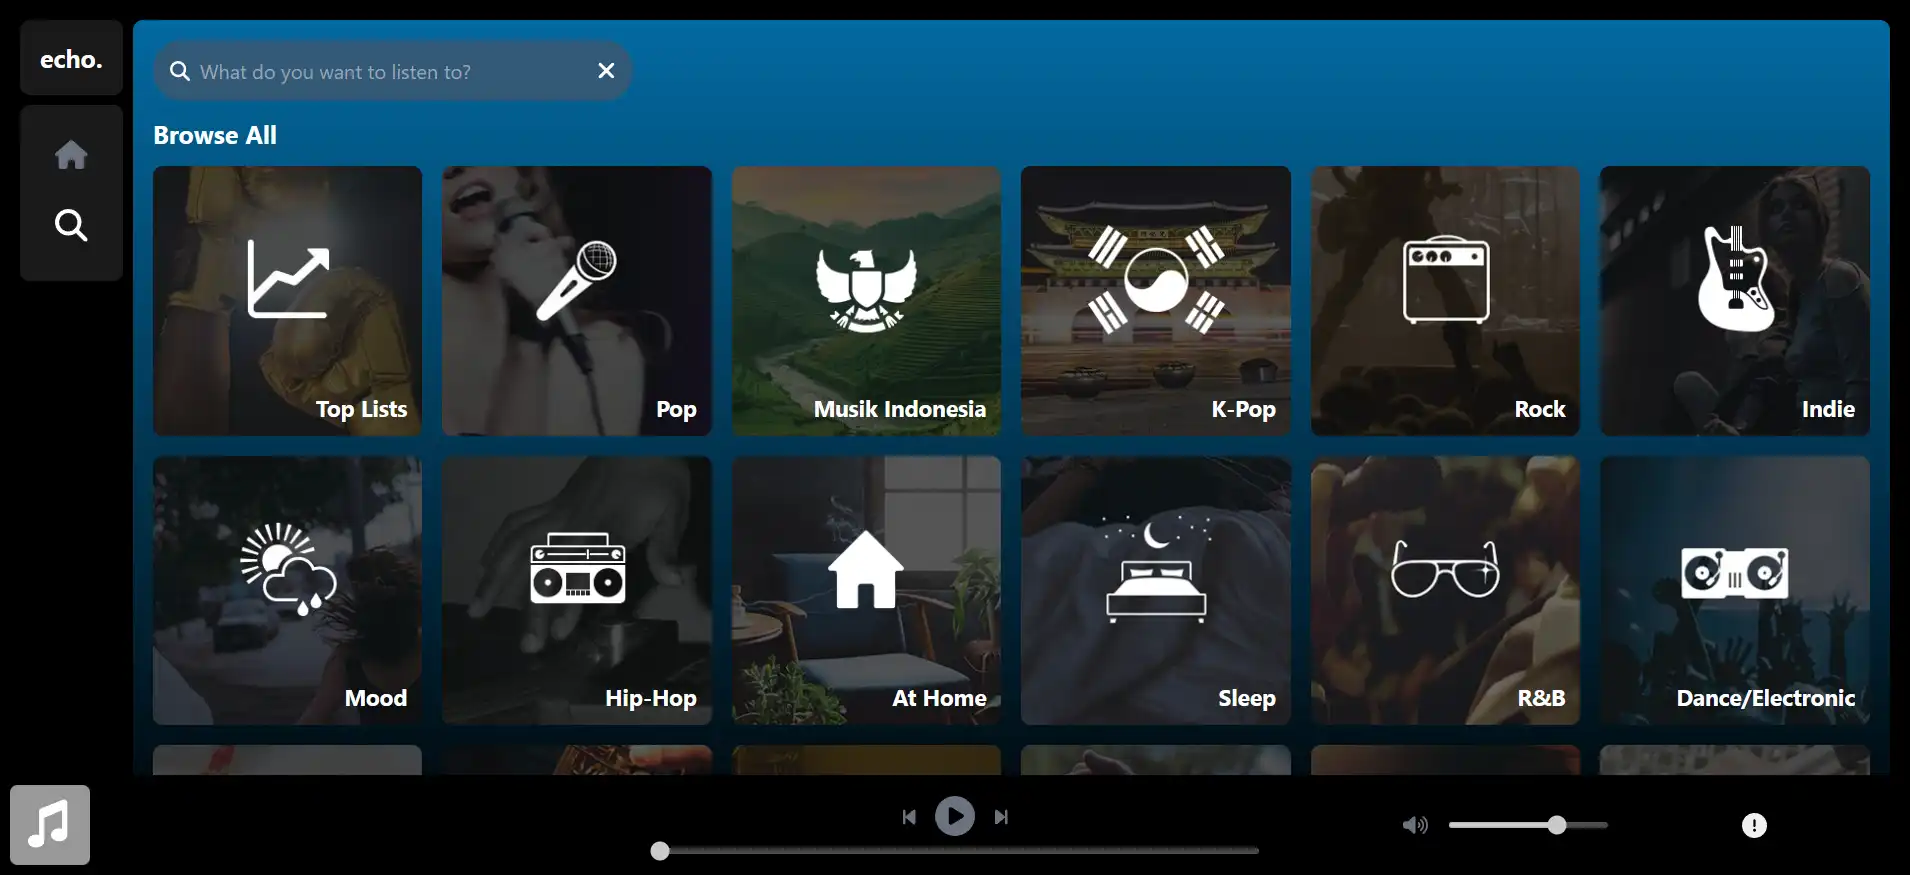 echo.
What do you want to listen to?
Browse All
Top Lists
Pop
Musik Indonesia
K-Pop
Rock
Indie
Mood
Hip-Hop
At Home
Sleep
R&B
Dance/Electronic